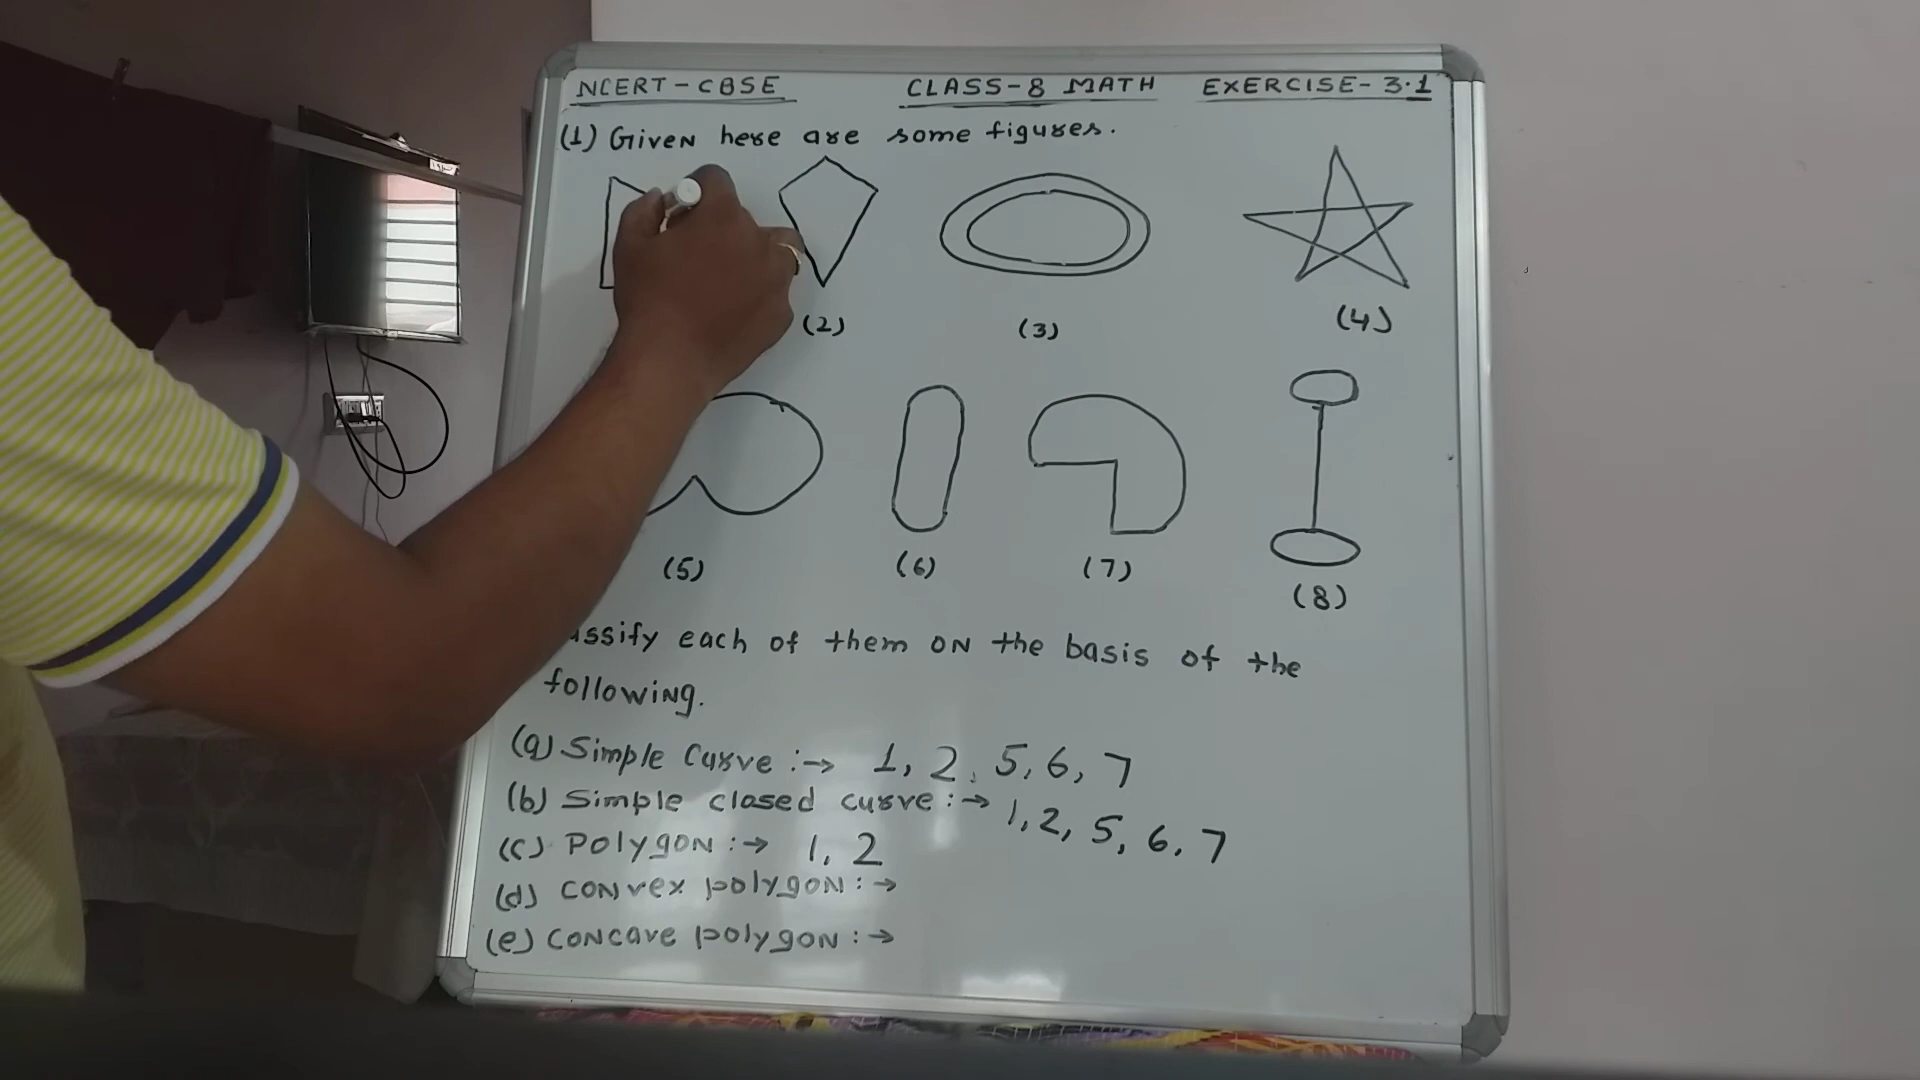 NCERT-CBSE CLASS-8 MATH EXERCISE-3.1
(1) Given here are some figures.
(2) (3) (4)
(5) (6) (7) (8)
each of them on the basis of the
following.
(a) Simple Curve :→ 1, 2, 5, 6, 7
(b) Simple closed curve :→ 1, 2, 5, 6, 7
(c) Polygon :→ 1, 2
(d) Convex polygon :→
(e) Concave polygon :→